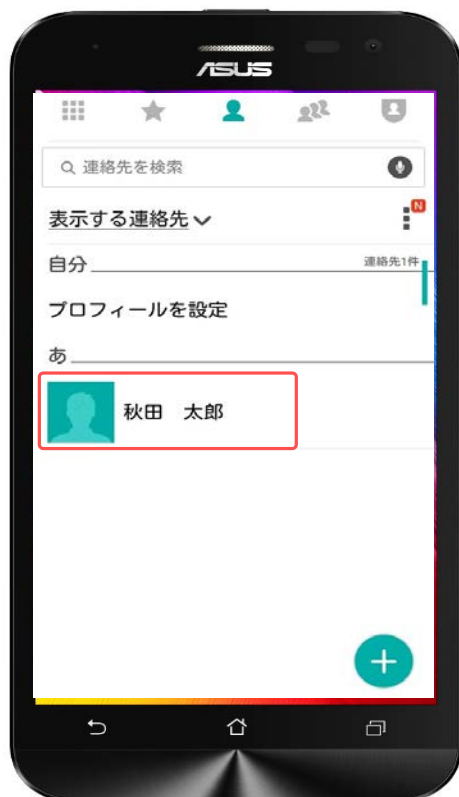 ASUS
連絡先を検索
表示する連絡先
N
自分 連絡先1件
プロフィールを設定
あ
秋田 太郎